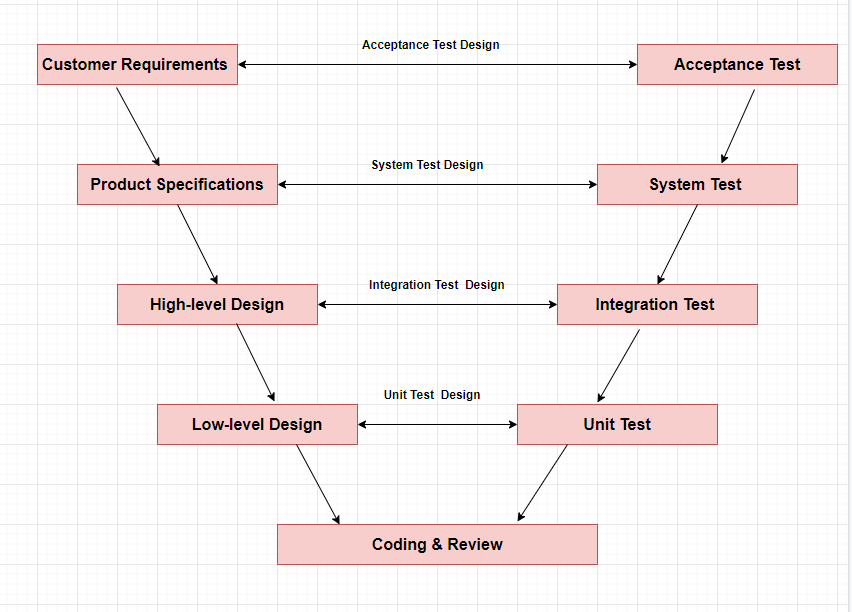 Acceptance Test Design
Customer Requirements
Acceptance Test
System Test Design
Product Specifications
System Test
Integration Test  Design
High-level Design
Integration Test
Unit Test  Design
Low-level Design
Unit Test
Coding & Review